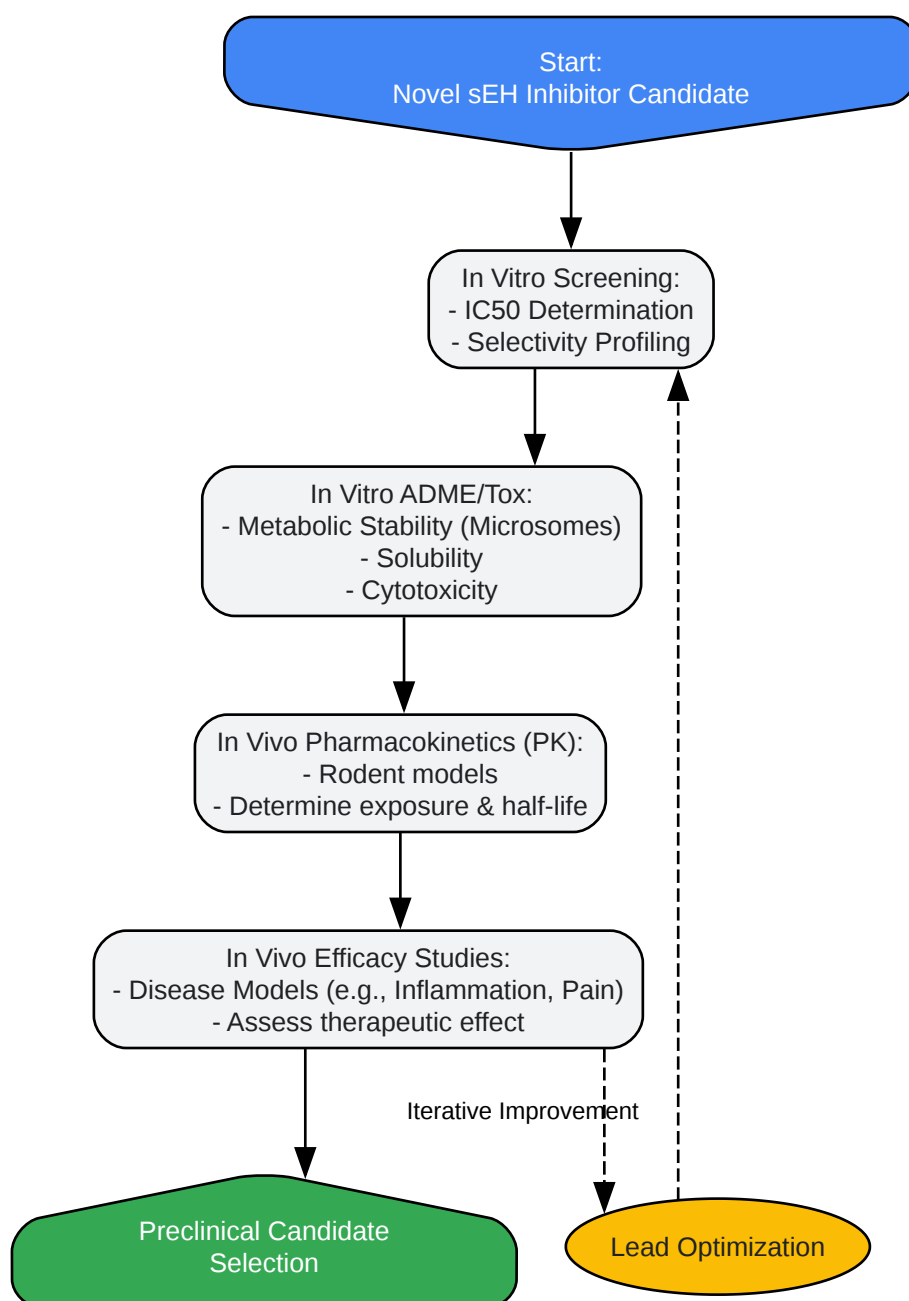 Start:
Novel sEH Inhibitor Candidate
In Vitro Screening:
- IC50 Determination
- Selectivity Profiling
In Vitro ADME/Tox:
- Metabolic Stability (Microsomes)
- Solubility
- Cytotoxicity
In Vivo Pharmacokinetics (PK):
- Rodent models
- Determine exposure & half-life
In Vivo Efficacy Studies:
- Disease Models (e.g., Inflammation, Pain)
- Assess therapeutic effect
Iterative Improvement
Preclinical Candidate
Selection
Lead Optimization